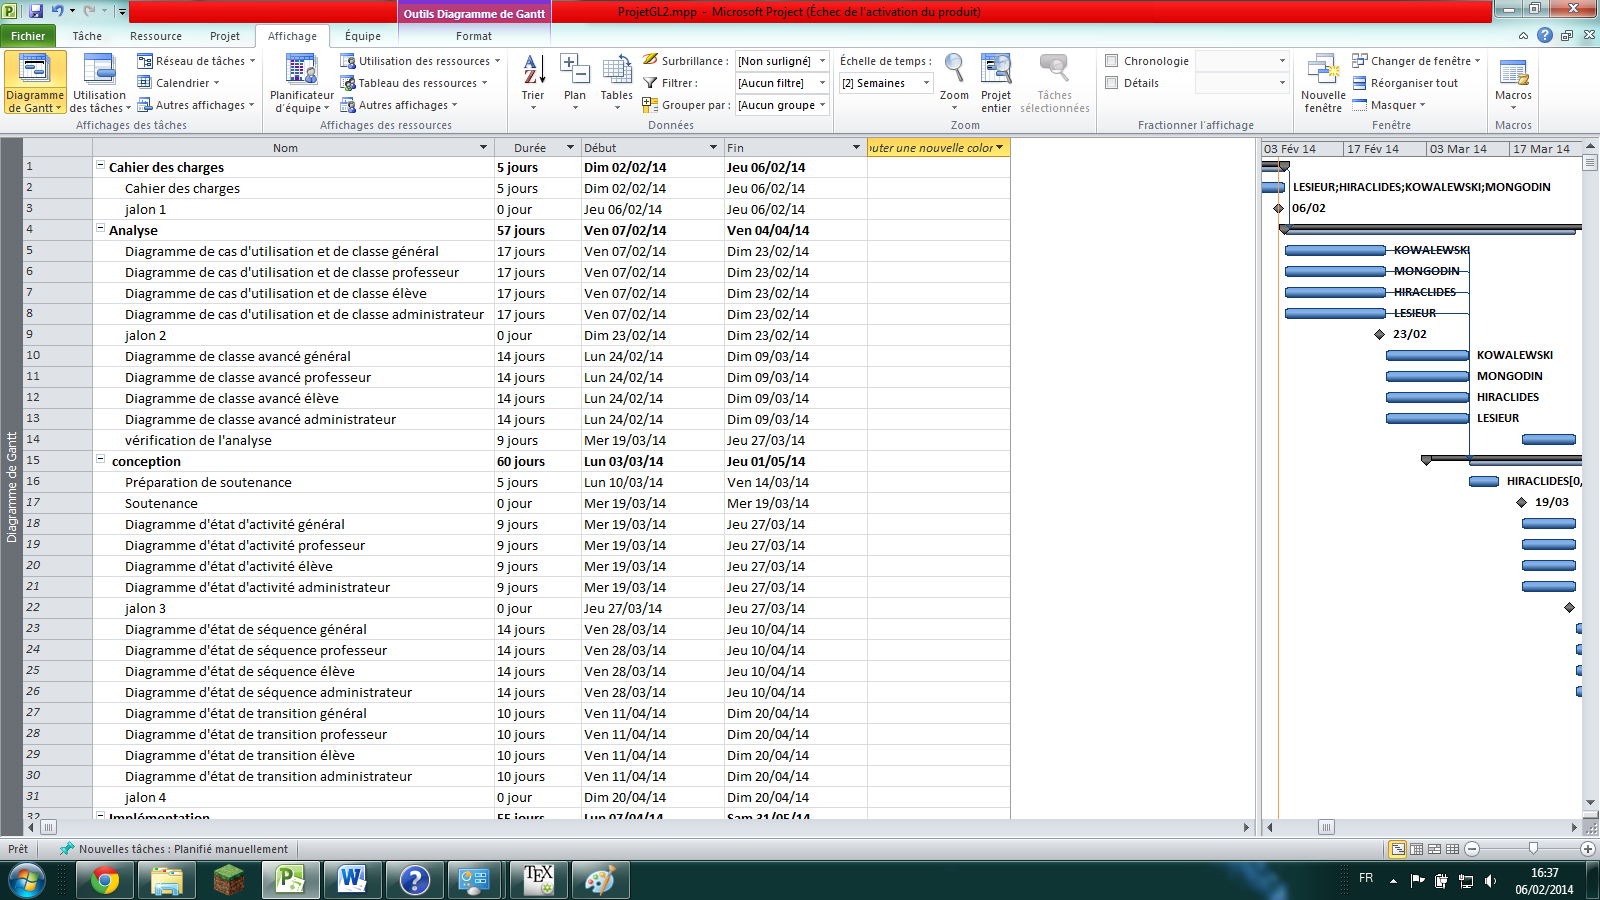 Outils Diagramme de Gantt
ProjetGL2.mpp - Microsoft Project (Échec de l'activation du produit)
Fichier Tâche Ressource Projet Affichage Équipe Format
Diagramme de Gantt
Utilisation des tâches
Réseau de tâches
Calendrier
Autres affichages
Affichages des tâches
Planificateur d'équipe
Utilisation des ressources
Tableau des ressources
Autres affichages
Affichages des ressources
Trier
Plan
Tables
Surbrillance : [Non surligné]
Filtrer : [Aucun filtre]
Grouper par : [Aucun groupe
Données
Échelle de temps :
[2] Semaines
Zoom
Projet entier
Tâches sélectionnées
Zoom
Chronologie
Détails
Fractionner l'affichage
Nouvelle fenêtre
Changer de fenêtre
Réorganiser tout
Masquer
Fenêtre
Macros
Macros
Nom Durée Début Fin outer une nouvelle color
03 Fév 14 17 Fév 14 03 Mar 14 17 Mar 14
1 Cahier des charges 5 jours Dim 02/02/14 Jeu 06/02/14
2 Cahier des charges 5 jours Dim 02/02/14 Jeu 06/02/14 LESIEUR;HIRACLIDES;KOWALEWSKI;MONGODIN
3 jalon 1 0 jour Jeu 06/02/14 Jeu 06/02/14 06/02
4 Analyse 57 jours Ven 07/02/14 Ven 04/04/14
5 Diagramme de cas d'utilisation et de classe général 17 jours Ven 07/02/14 Dim 23/02/14 KOWALEWSKI
6 Diagramme de cas d'utilisation et de classe professeur 17 jours Ven 07/02/14 Dim 23/02/14 MONGODIN
7 Diagramme de cas d'utilisation et de classe élève 17 jours Ven 07/02/14 Dim 23/02/14 HIRACLIDES
8 Diagramme de cas d'utilisation et de classe administrateur 17 jours Ven 07/02/14 Dim 23/02/14 LESIEUR
9 jalon 2 0 jour Dim 23/02/14 Dim 23/02/14 23/02
10 Diagramme de classe avancé général 14 jours Lun 24/02/14 Dim 09/03/14 KOWALEWSKI
11 Diagramme de classe avancé professeur 14 jours Lun 24/02/14 Dim 09/03/14 MONGODIN
12 Diagramme de classe avancé élève 14 jours Lun 24/02/14 Dim 09/03/14 HIRACLIDES
13 Diagramme de classe avancé administrateur 14 jours Lun 24/02/14 Dim 09/03/14 LESIEUR
14 vérification de l'analyse 9 jours Mer 19/03/14 Jeu 27/03/14
15 conception 60 jours Lun 03/03/14 Jeu 01/05/14
16 Préparation de soutenance 5 jours Lun 10/03/14 Ven 14/03/14 HIRACLIDES[0,
17 Soutenance 0 jour Mer 19/03/14 Mer 19/03/14 19/03
18 Diagramme d'état d'activité général 9 jours Mer 19/03/14 Jeu 27/03/14
19 Diagramme d'état d'activité professeur 9 jours Mer 19/03/14 Jeu 27/03/14
20 Diagramme d'état d'activité élève 9 jours Mer 19/03/14 Jeu 27/03/14
21 Diagramme d'état d'activité administrateur 9 jours Mer 19/03/14 Jeu 27/03/14
22 jalon 3 0 jour Jeu 27/03/14 Jeu 27/03/14
23 Diagramme d'état de séquence général 14 jours Ven 28/03/14 Jeu 10/04/14
24 Diagramme d'état de séquence professeur 14 jours Ven 28/03/14 Jeu 10/04/14
25 Diagramme d'état de séquence élève 14 jours Ven 28/03/14 Jeu 10/04/14
26 Diagramme d'état de séquence administrateur 14 jours Ven 28/03/14 Jeu 10/04/14
27 Diagramme d'état de transition général 10 jours Ven 11/04/14 Dim 20/04/14
28 Diagramme d'état de transition professeur 10 jours Ven 11/04/14 Dim 20/04/14
29 Diagramme d'état de transition élève 10 jours Ven 11/04/14 Dim 20/04/14
30 Diagramme d'état de transition administrateur 10 jours Ven 11/04/14 Dim 20/04/14
31 jalon 4 0 jour Dim 20/04/14 Dim 20/04/14
32 Implémentation 55 jours Lun 07/04/14 Sam 31/05/14
Diagramme de Gantt
Prêt Nouvelles tâches : Planifié manuellement
TEX
FR
16:37
06/02/2014